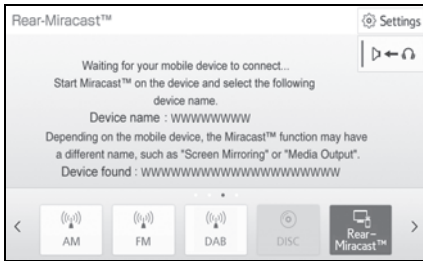 Rear-Miracast™
Settings
Waiting for your mobile device to connect...
Start Miracast™ on the device and select the following
device name.
Device name : WWWWWWWW
Depending on the mobile device, the Miracast™ function may have
a different name, such as "Screen Mirroring" or "Media Output".
Device found : WWWWWWWWWWWWWWWWWWWW
AM
FM
DAB
DISC
Rear-
Miracast™